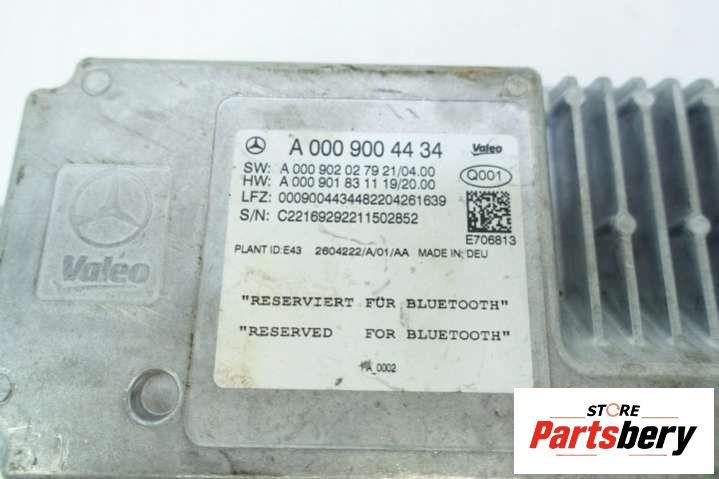 A 000 900 44 34
Valeo
SW: A 000 902 02 79 21/04.00
HW: A 000 901 83 11 19/20.00
Q001
LFZ: 0009004434482204261639
S/N: C22169292211502852
E706813
PLANT ID:E43 2604222/A/01/AA MADE IN: DEU
Valeo
"RESERVIERT FÜR BLUETOOTH"
"RESERVED FOR BLUETOOTH"
A_0002
STORE
Partsbery